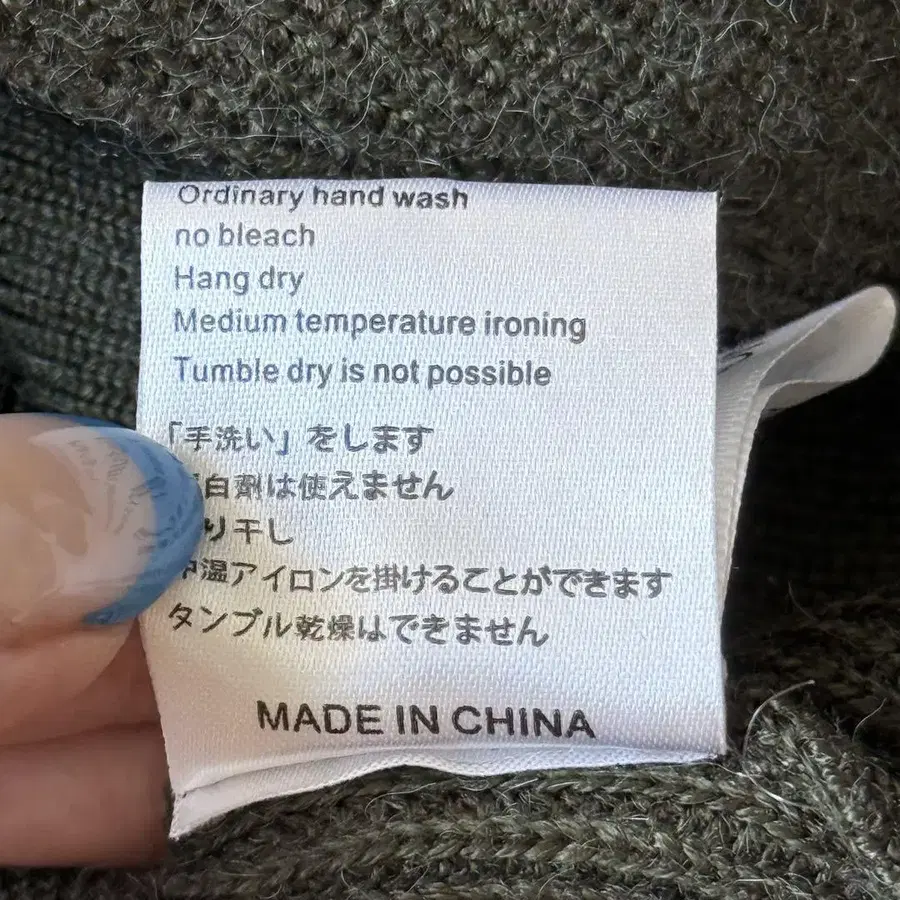 Ordinary hand wash
no bleach
Hang dry
Medium temperature ironing
Tumble dry is not possible
「手洗い」をします
白剤は使えません
り干し
中温アイロンを掛けることができます
タンブル乾燥はできません
MADE IN CHINA